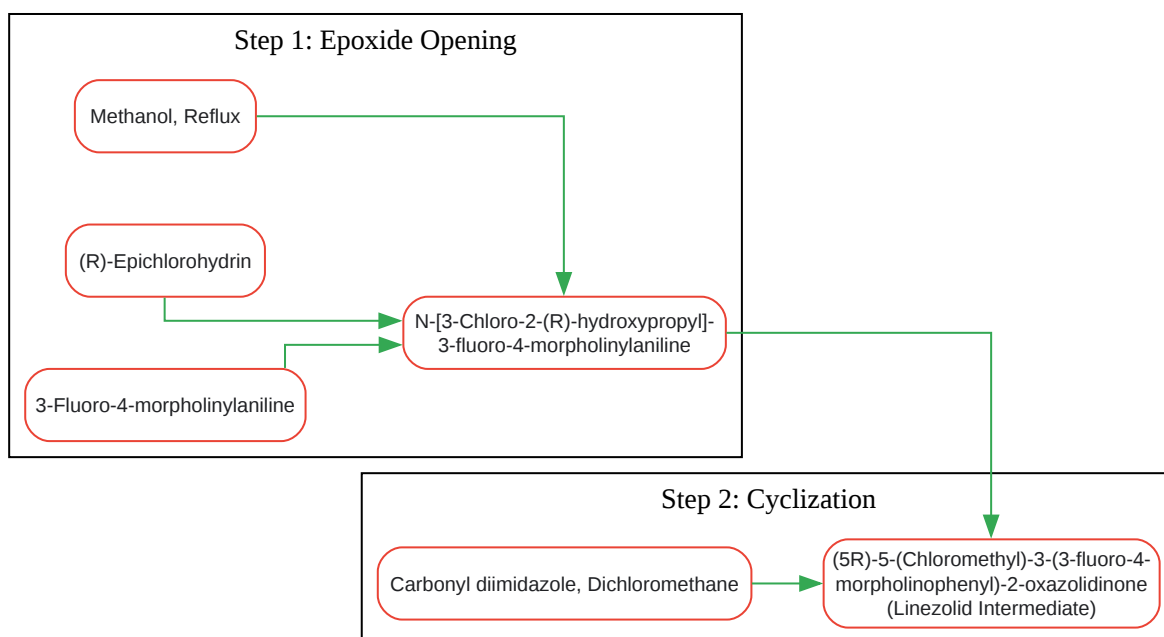 Step 1: Epoxide Opening
Methanol, Reflux
(R)-Epichlorohydrin
N-[3-Chloro-2-(R)-hydroxypropyl]-
3-fluoro-4-morpholinylaniline
3-Fluoro-4-morpholinylaniline
Step 2: Cyclization
Carbonyl diimidazole, Dichloromethane
(5R)-5-(Chloromethyl)-3-(3-fluoro-4-
morpholinophenyl)-2-oxazolidinone
(Linezolid Intermediate)